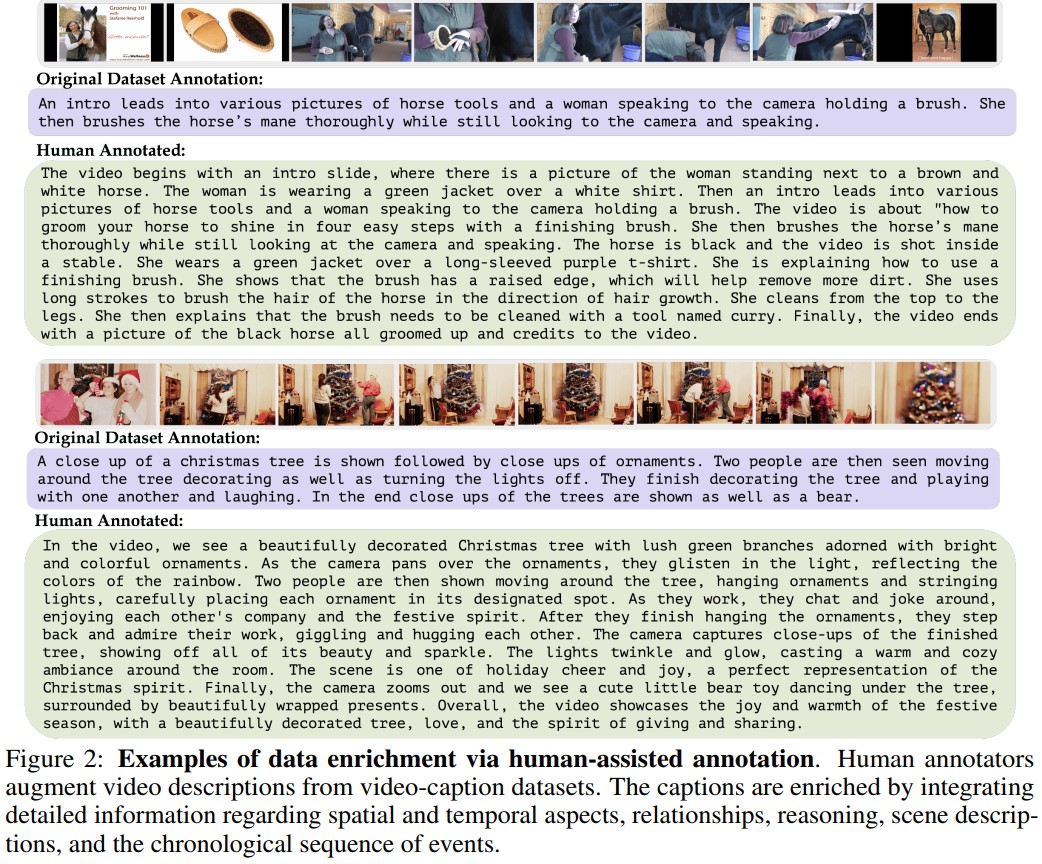 Grooming 101
with
Original Dataset Annotation:
An intro leads into various pictures of horse tools and a woman speaking to the camera holding a brush. She
then brushes the horse's mane thoroughly while still looking to the camera and speaking.
Human Annotated:
The video begins with an intro slide, where there is a picture of the woman standing next to a brown and
white horse. The woman is wearing a green jacket over a white shirt. Then an intro leads into various
pictures of horse tools and a woman speaking to the camera holding a brush. The video is about "how to
groom your horse to shine in four easy steps with a finishing brush. She then brushes the horse's mane
thoroughly while still looking at the camera and speaking. The horse is black and the video is shot inside
a stable. She wears a green jacket over a long-sleeved purple t-shirt. She is explaining how to use a
finishing brush. She shows that the brush has a raised edge, which will help remove more dirt. She uses
long strokes to brush the hair of the horse in the direction of hair growth. She cleans from the top to the
legs. She then explains that the brush needs to be cleaned with a tool named curry. Finally, the video ends
with a picture of the black horse all groomed up and credits to the video.
Original Dataset Annotation:
A close up of a christmas tree is shown followed by close ups of ornaments. Two people are then seen moving
around the tree decorating as well as turning the lights off. They finish decorating the tree and playing
with one another and laughing. In the end close ups of the trees are shown as well as a bear.
Human Annotated:
In the video, we see a beautifully decorated Christmas tree with lush green branches adorned with bright
and colorful ornaments. As the camera pans over the ornaments, they glisten in the light, reflecting the
colors of the rainbow. Two people are then shown moving around the tree, hanging ornaments and stringing
lights, carefully placing each ornament in its designated spot. As they work, they chat and joke around,
enjoying each other's company and the festive spirit. After they finish hanging the ornaments, they step
back and admire their work, giggling and hugging each other. The camera captures close-ups of the finished
tree, showing off all of its beauty and sparkle. The lights twinkle and glow, casting a warm and cozy
ambiance around the room. The scene is one of holiday cheer and joy, a perfect representation of the
Christmas spirit. Finally, the camera zooms out and we see a cute little bear toy dancing under the tree,
surrounded by beautifully wrapped presents. Overall, the video showcases the joy and warmth of the festive
season, with a beautifully decorated tree, love, and the spirit of giving and sharing.
Figure 2: Examples of data enrichment via human-assisted annotation. Human annotators
augment video descriptions from video-caption datasets. The captions are enriched by integrating
detailed information regarding spatial and temporal aspects, relationships, reasoning, scene descrip-
tions, and the chronological sequence of events.